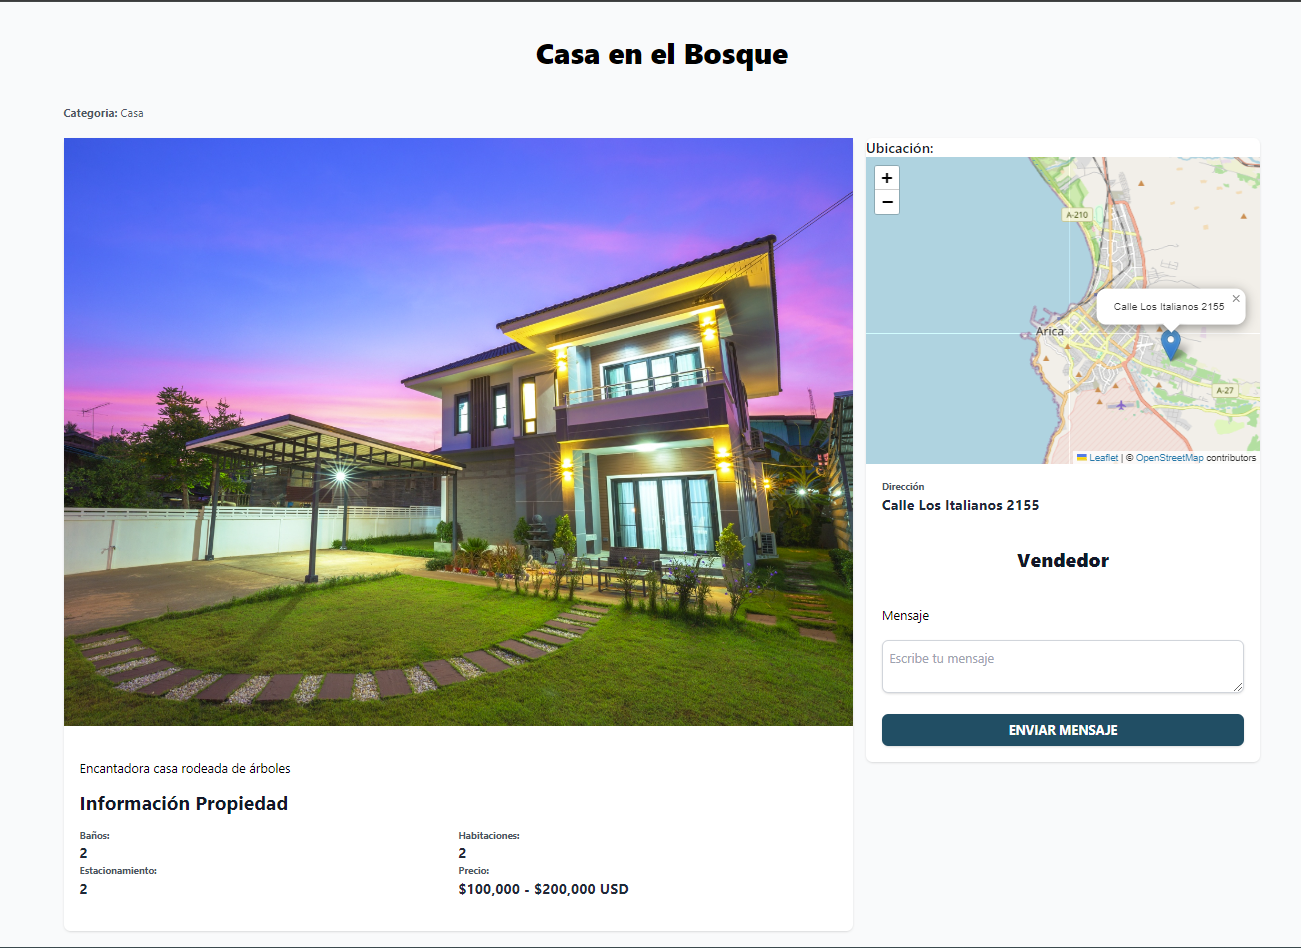 Casa en el Bosque
Categoria: Casa
Ubicación:
+
−
A-210
Calle Los Italianos 2155
×
Arica
A-27
Leaflet | © OpenStreetMap contributors
Dirección
Calle Los Italianos 2155
Vendedor
Mensaje
Escribe tu mensaje
ENVIAR MENSAJE
Encantadora casa rodeada de árboles
Información Propiedad
Baños:
2
Habitaciones:
2
Estacionamiento:
2
Precio:
$100,000 - $200,000 USD